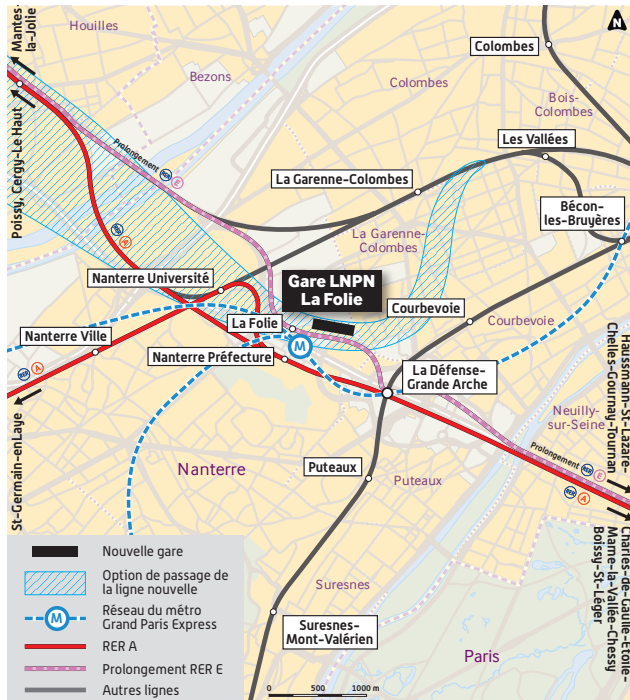 Mantes-
la-Jolie
Houilles
N
Colombes
Bezons
Colombes
Bois-
Colombes
Poissy, Cergy-Le Haut
Prolongement RER E
Les Vallées
La Garenne-Colombes
Bécon-
les-Bruyères
RER A
La Garenne-
Colombes
Nanterre Université
Gare LNPN
La Folie
Courbevoie
La Folie
Courbevoie
Nanterre Ville
M
Nanterre Préfecture
La Défense-
Grande Arche
RER A
Haussmann-St-Lazare-
Chelles-Gournay-Tournan
Neuilly-
sur-Seine
St-Germain-en Laye
Nanterre
Puteaux
Puteaux
Prolongement RER E
RER A
Charles-de Gaulle-Etoile-
Marne-la-Vallée-Chessy
Boissy-St-Léger
Nouvelle gare
Option de passage de
la ligne nouvelle
Suresnes
M
Réseau du métro
Grand Paris Express
Suresnes-
Mont-Valérien
RER A
Paris
Prolongement RER E
Autres lignes
0 500 1000 m